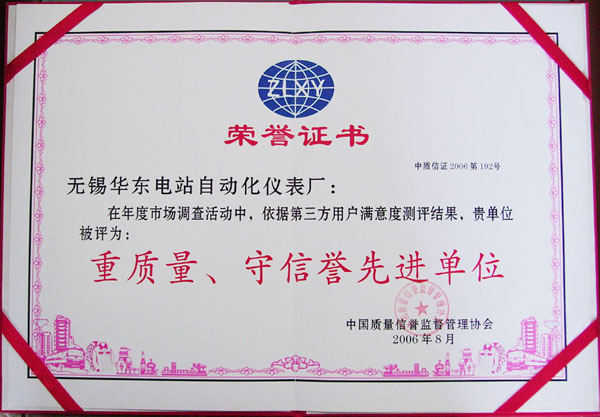 ZLXY
荣誉证书
中质信证2006第192号
无锡华东电站自动化仪表厂：
在年度市场调查活动中，依据第三方用户满意度测评结果，贵单位
被评为：
重质量、守信誉先进单位
中国质量信誉监督管理协会
2006年8月